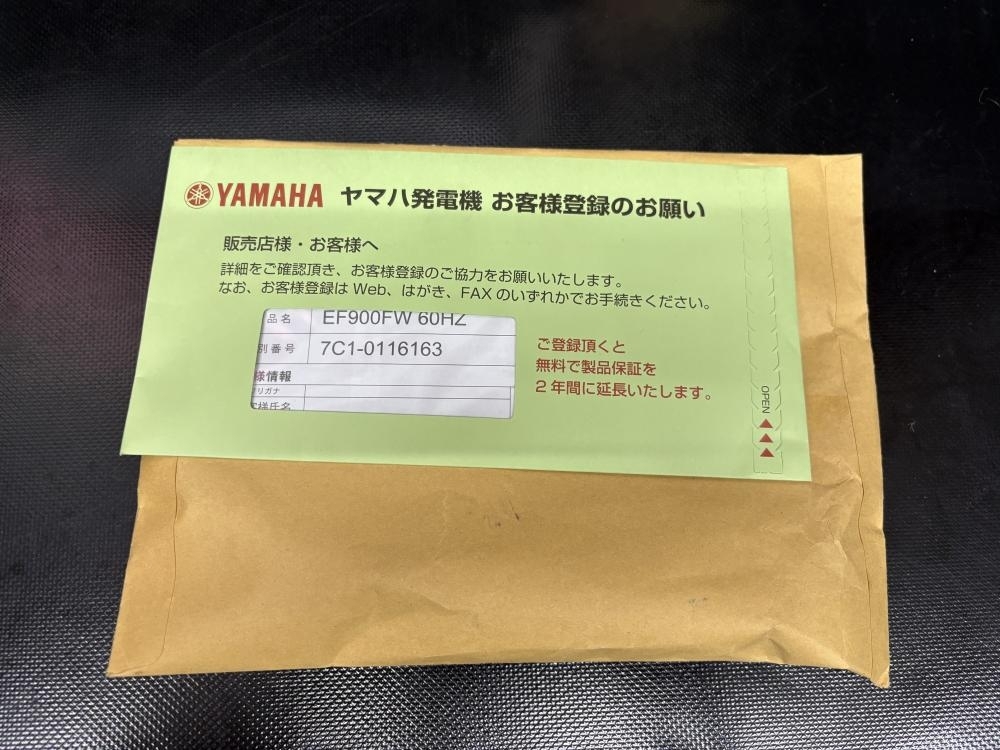 YAMAHA ヤマハ発電機 お客様登録のお願い
販売店様・お客様へ
詳細をご確認頂き、お客様登録のご協力をお願いいたします。
なお、お客様登録は Web、はがき、FAX のいずれかでお手続きください。
品名 EF900FW 60HZ
別番号 7C1-0116163
様情報
リガナ
客様氏名
ご登録頂くと
無料で製品保証を
2年間に延長いたします。
OPEN